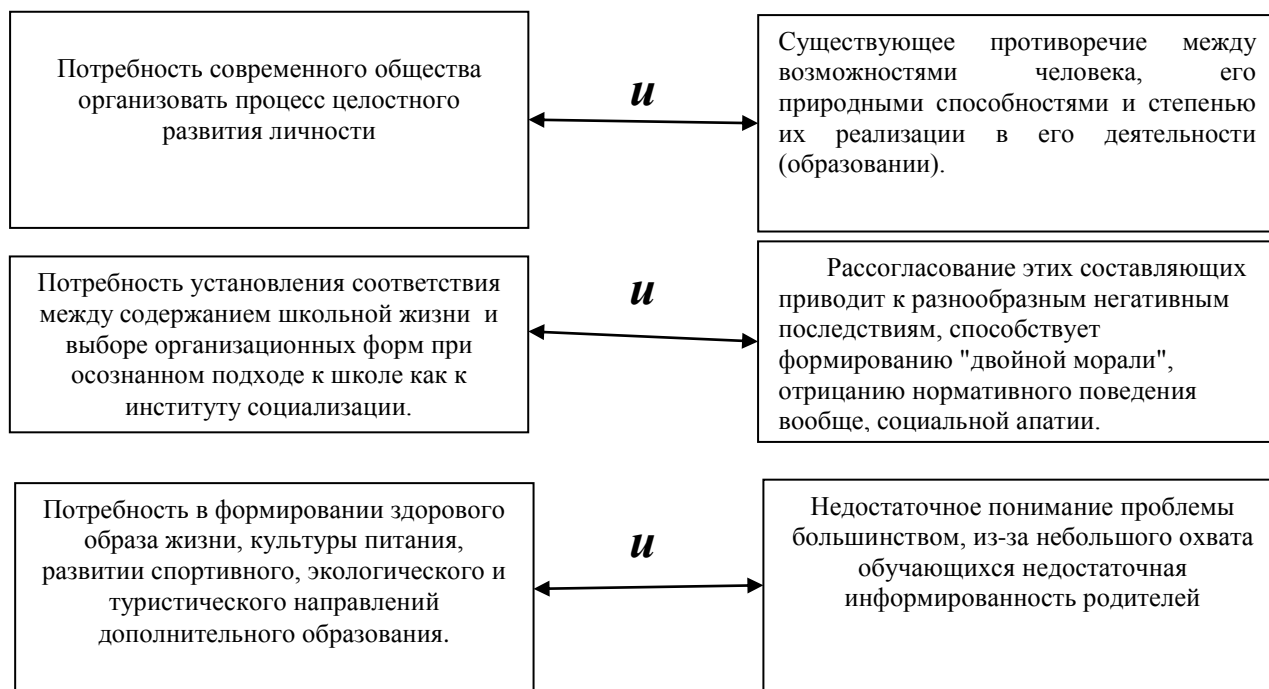 Потребность современного общества
организовать процесс целостного
развития личности
и
Существующее противоречие между
возможностями человека, его
природными способностями и степенью
их реализации в его деятельности
(образовании).
Потребность установления соответствия
между содержанием школьной жизни и
выборе организационных форм при
осознанном подходе к школе как к
институту социализации.
и
Рассогласование этих составляющих
приводит к разнообразным негативным
последствиям, способствует
формированию "двойной морали",
отрицанию нормативного поведения
вообще, социальной апатии.
Потребность в формировании здорового
образа жизни, культуры питания,
развитии спортивного, экологического и
туристического направлений
дополнительного образования.
и
Недостаточное понимание проблемы
большинством, из-за небольшого охвата
обучающихся недостаточная
информированность родителей